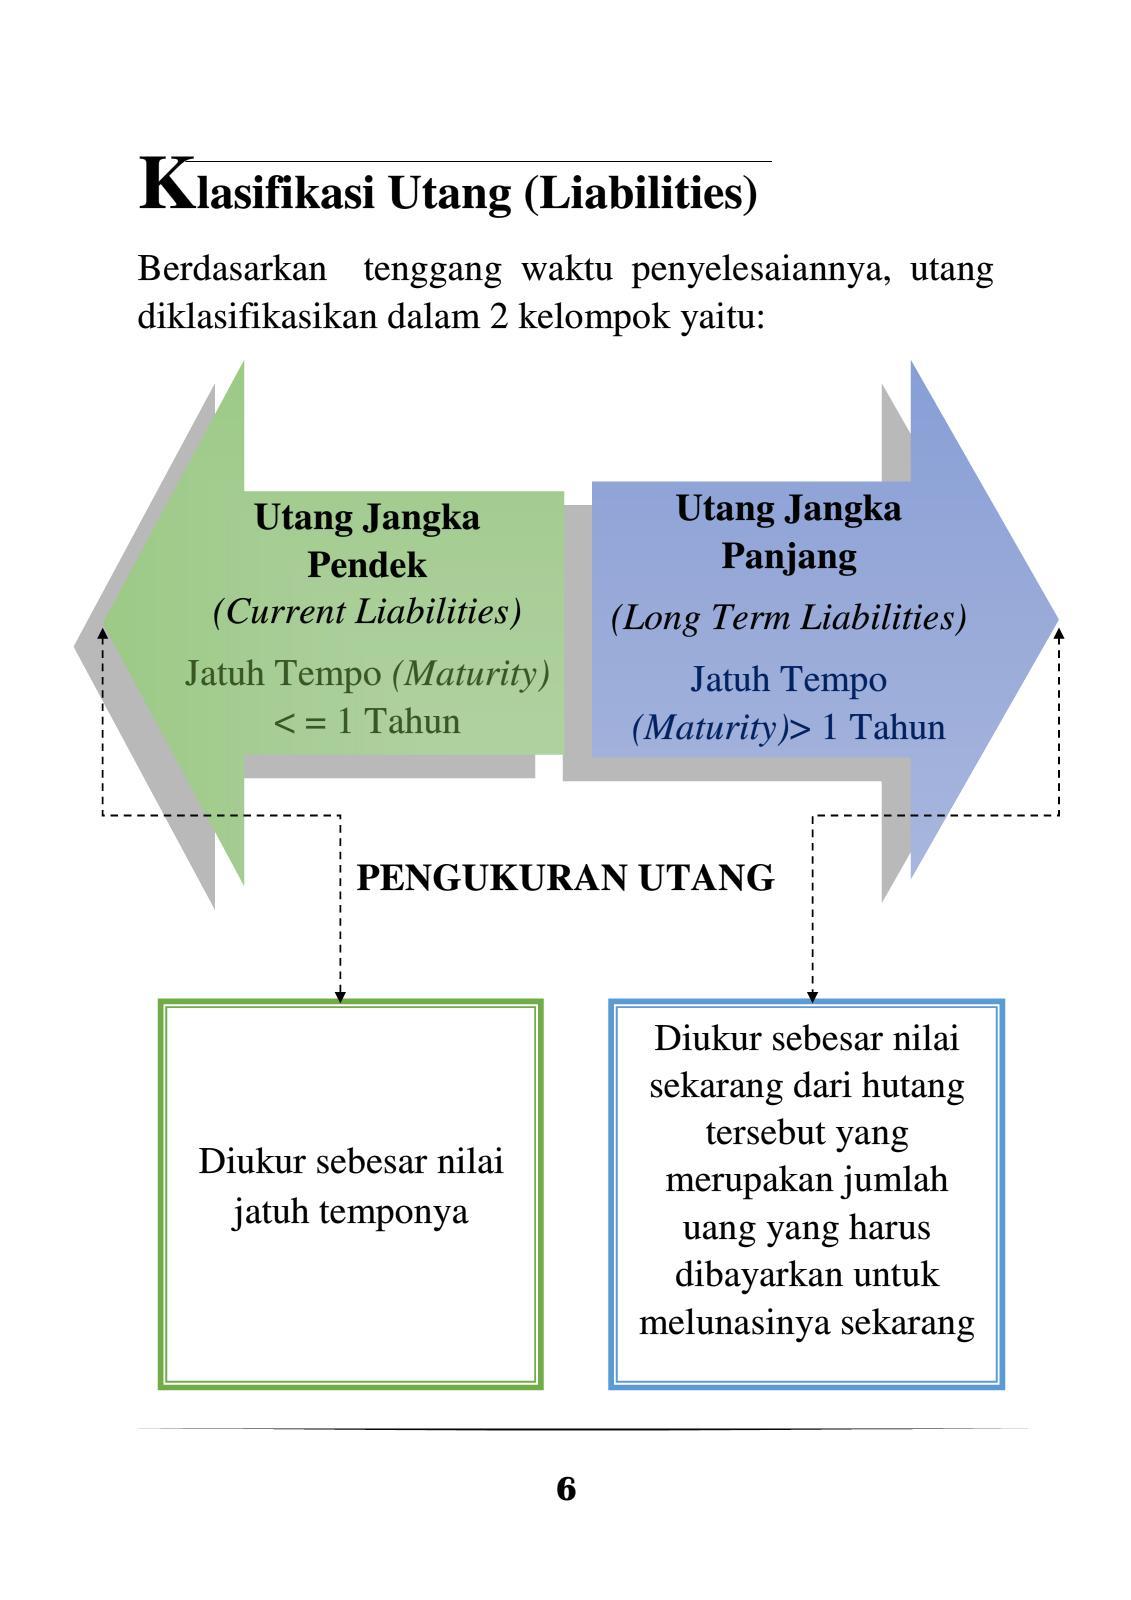 Klasifikasi Utang (Liabilities)
Berdasarkan tenggang waktu penyelesaiannya, utang
diklasifikasikan dalam 2 kelompok yaitu:
Utang Jangka
Pendek
(Current Liabilities)
Jatuh Tempo (Maturity)
< = 1 Tahun
Utang Jangka
Panjang
(Long Term Liabilities)
Jatuh Tempo
(Maturity)> 1 Tahun
PENGUKURAN UTANG
Diukur sebesar nilai
jatuh temponya
Diukur sebesar nilai
sekarang dari hutang
tersebut yang
merupakan jumlah
uang yang harus
dibayarkan untuk
melunasinya sekarang
6